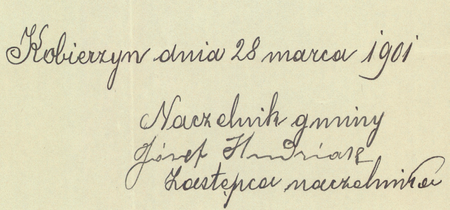 Kobierzyn dnia 28 marca 1901
Naczelnik gminy
Józef
Zastępca naczelnika